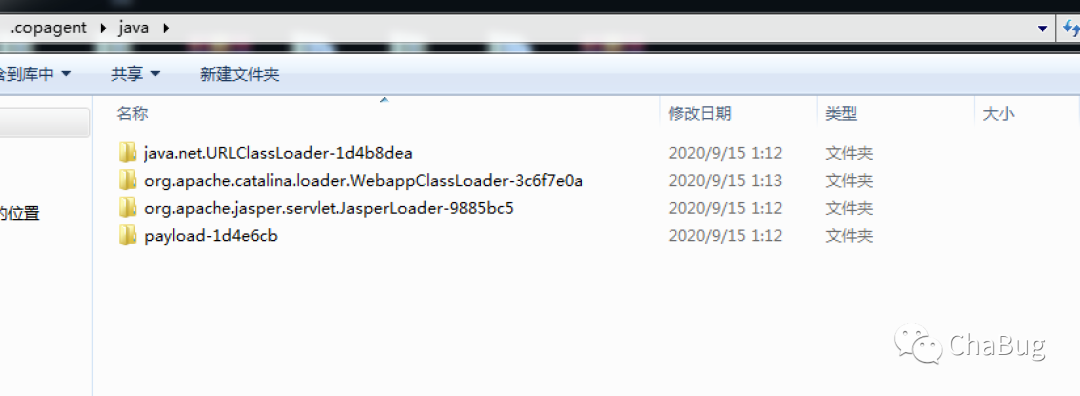 .copagent java
含到库中 共享 新建文件夹
名称 修改日期 类型 大小
java.net.URLClassLoader-1d4b8dea 2020/9/15 1:12 文件夹
org.apache.catalina.loader.WebappClassLoader-3c6f7e0a 2020/9/15 1:13 文件夹
org.apache.jasper.servlet.JasperLoader-9885bc5 2020/9/15 1:12 文件夹
的位置
payload-1d4e6cb 2020/9/15 1:12 文件夹
ChaBug